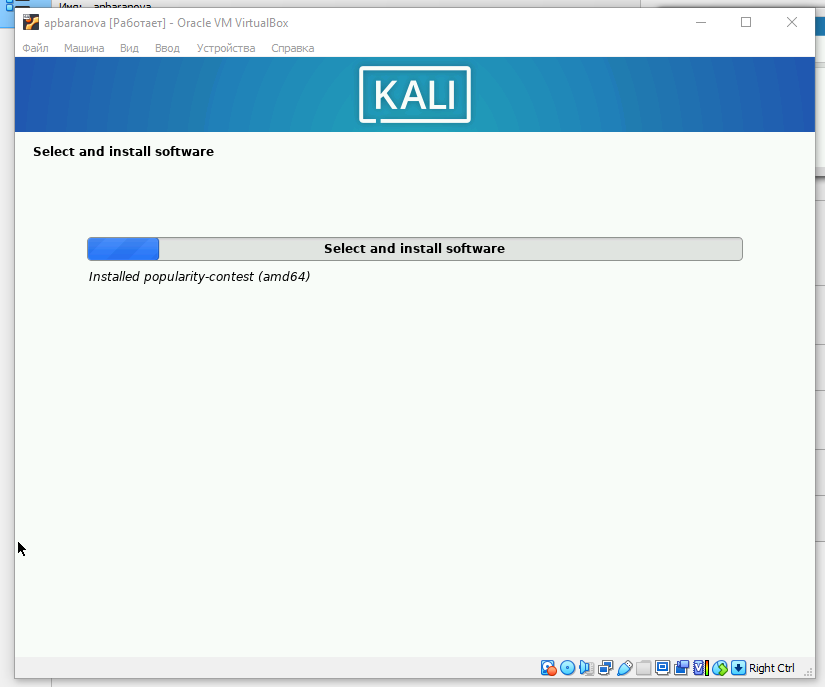 Имя: apbaranova
apbaranova [Работает] - Oracle VM VirtualBox
Файл Машина Вид Ввод Устройства Справка
KALI
Select and install software
Select and install software
Installed popularity-contest (amd64)
Right Ctrl